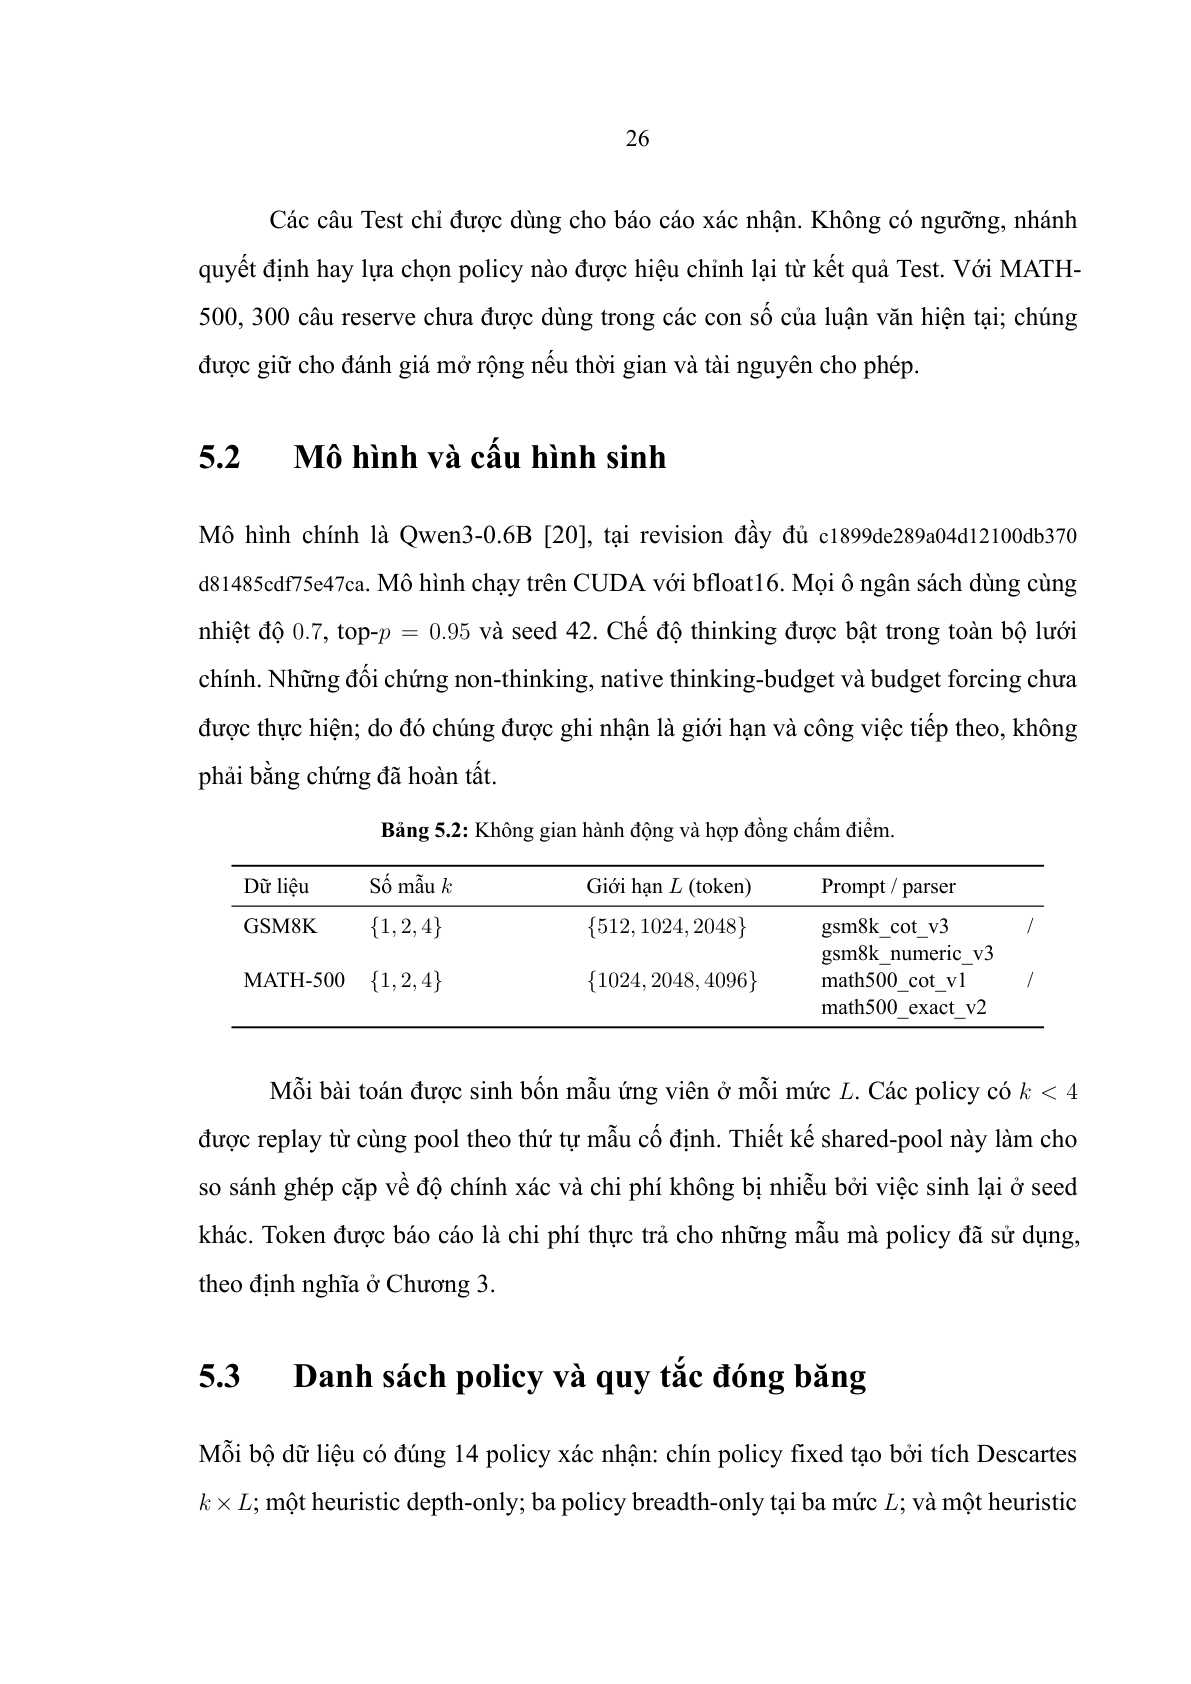 26
Các câu Test chỉ được dùng cho báo cáo xác nhận. Không có ngưỡng, nhánh
quyết định hay lựa chọn policy nào được hiệu chỉnh lại từ kết quả Test. Với MATH-
500, 300 câu reserve chưa được dùng trong các con số của luận văn hiện tại; chúng
được giữ cho đánh giá mở rộng nếu thời gian và tài nguyên cho phép.
5.2 Mô hình và cấu hình sinh
Mô hình chính là Qwen3-0.6B [20], tại revision đầy đủ c1899de289a04d12100db370
d81485cdf75e47ca. Mô hình chạy trên CUDA với bfloat16. Mọi ô ngân sách dùng cùng
nhiệt độ 0.7, top-p = 0.95 và seed 42. Chế độ thinking được bật trong toàn bộ lưới
chính. Những đối chứng non-thinking, native thinking-budget và budget forcing chưa
được thực hiện; do đó chúng được ghi nhận là giới hạn và công việc tiếp theo, không
phải bằng chứng đã hoàn tất.
Bảng 5.2: Không gian hành động và hợp đồng chấm điểm.
Dữ liệu Số mẫu k Giới hạn L (token) Prompt / parser
GSM8K {1, 2, 4} {512, 1024, 2048} gsm8k_cot_v3 /
gsm8k_numeric_v3
MATH-500 {1, 2, 4} {1024, 2048, 4096} math500_cot_v1 /
math500_exact_v2
Mỗi bài toán được sinh bốn mẫu ứng viên ở mỗi mức L. Các policy có k < 4
được replay từ cùng pool theo thứ tự mẫu cố định. Thiết kế shared-pool này làm cho
so sánh ghép cặp về độ chính xác và chi phí không bị nhiễu bởi việc sinh lại ở seed
khác. Token được báo cáo là chi phí thực trả cho những mẫu mà policy đã sử dụng,
theo định nghĩa ở Chương 3.
5.3 Danh sách policy và quy tắc đóng băng
Mỗi bộ dữ liệu có đúng 14 policy xác nhận: chín policy fixed tạo bởi tích Descartes
k × L; một heuristic depth-only; ba policy breadth-only tại ba mức L; và một heuristic